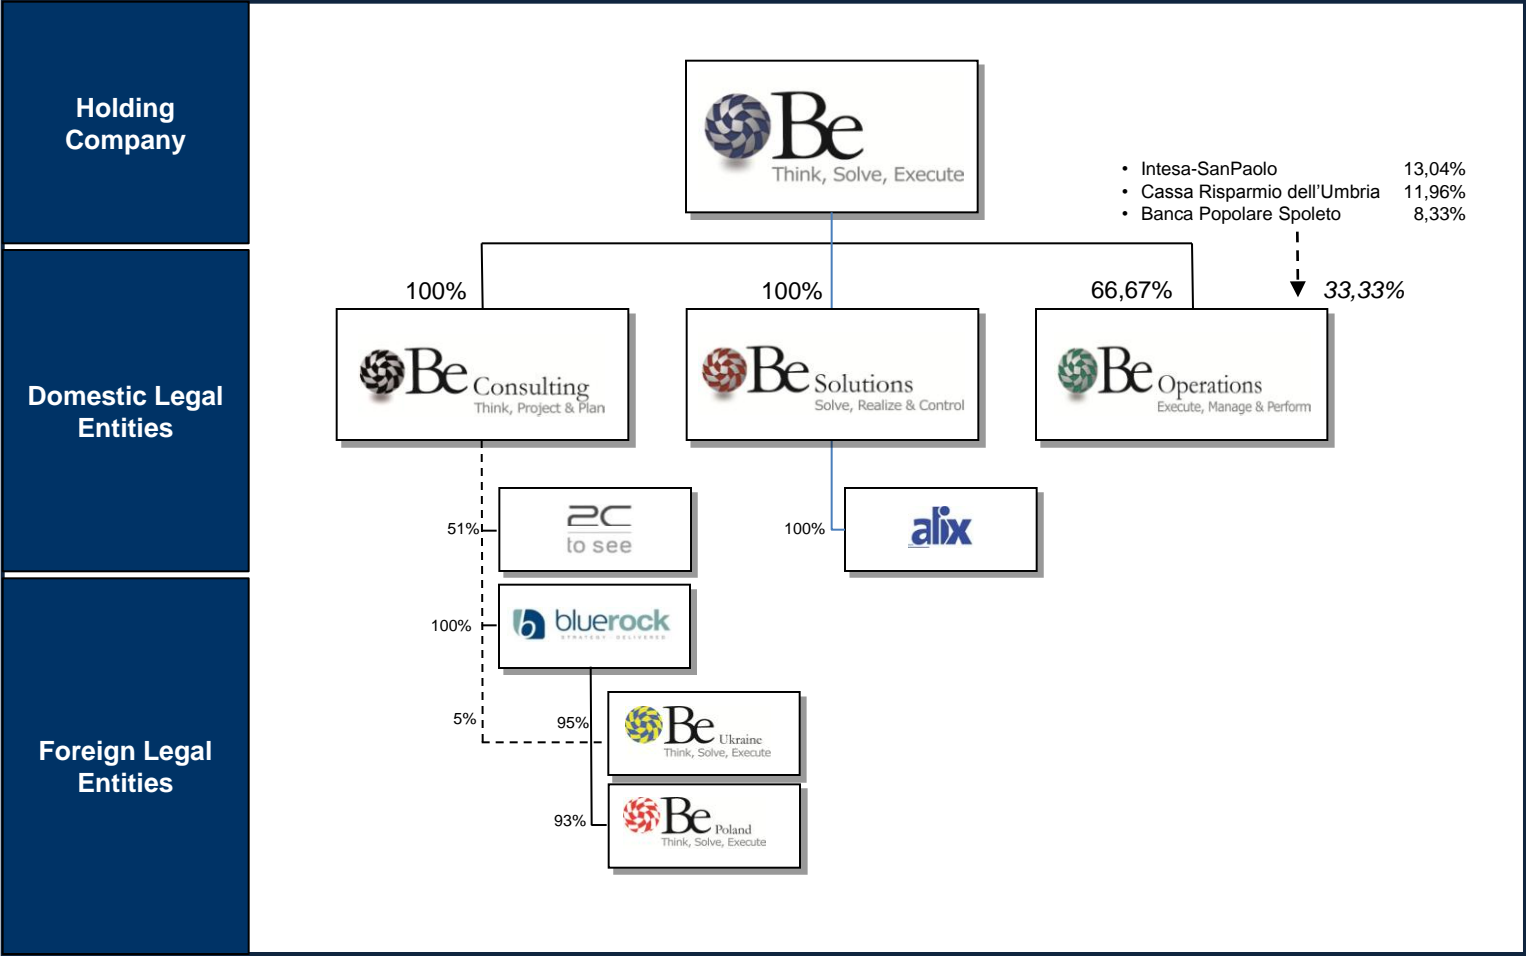 Holding
Company
Be
Think, Solve, Execute
• Intesa-SanPaolo 13,04%
• Cassa Risparmio dell'Umbria 11,96%
• Banca Popolare Spoleto 8,33%
100%
100%
66,67%
33,33%
Domestic Legal
Entities
Be Consulting
Think, Project & Plan
Be Solutions
Solve, Realize & Control
Be Operations
Execute, Manage & Perform
51%
2C
to see
100%
alix
Foreign Legal
Entities
100%
b bluerock
STRATEGY DELIVERED
5%
95%
Be Ukraine
Think, Solve, Execute
93%
Be Poland
Think, Solve, Execute